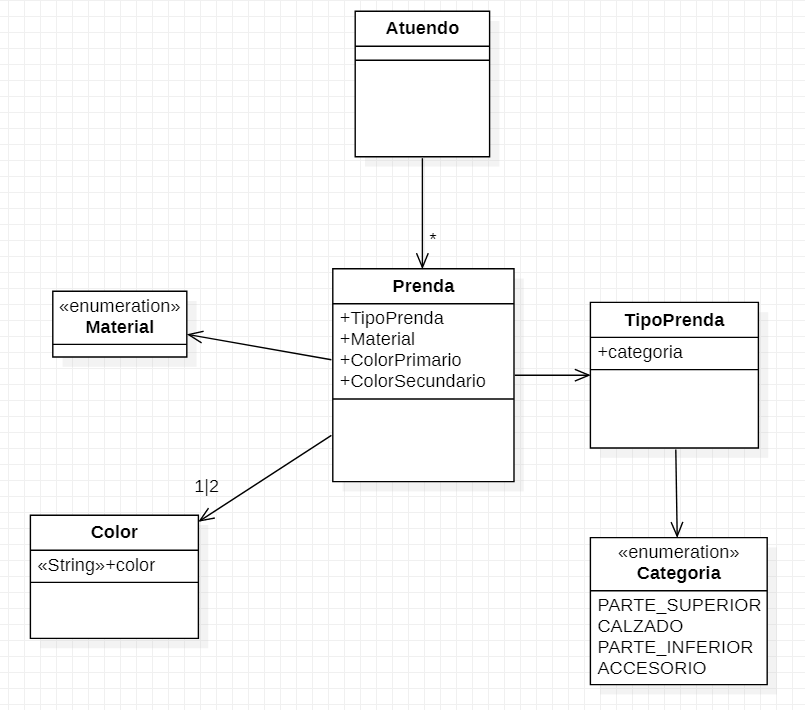 Atuendo
*
Prenda
+TipoPrenda
+Material
+ColorPrimario
+ColorSecundario
«enumeration»
Material
TipoPrenda
+categoria
1|2
Color
«String»+color
«enumeration»
Categoria
PARTE_SUPERIOR
CALZADO
PARTE_INFERIOR
ACCESORIO